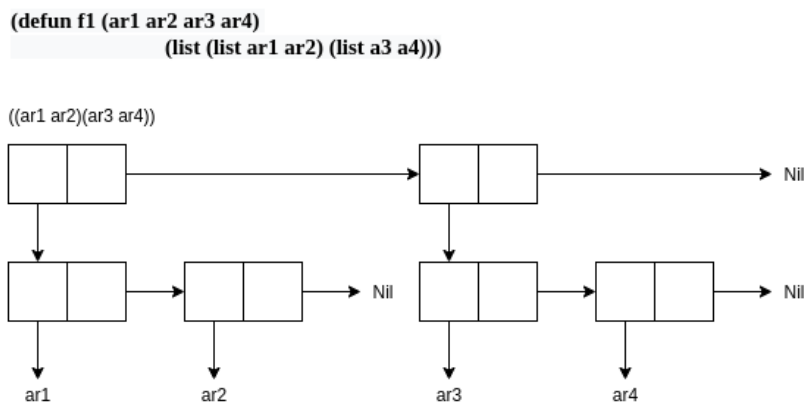 (defun f1 (ar1 ar2 ar3 ar4)
(list (list ar1 ar2) (list a3 a4)))
((ar1 ar2)(ar3 ar4))
Nil
Nil
Nil
ar1
ar2
ar3
ar4